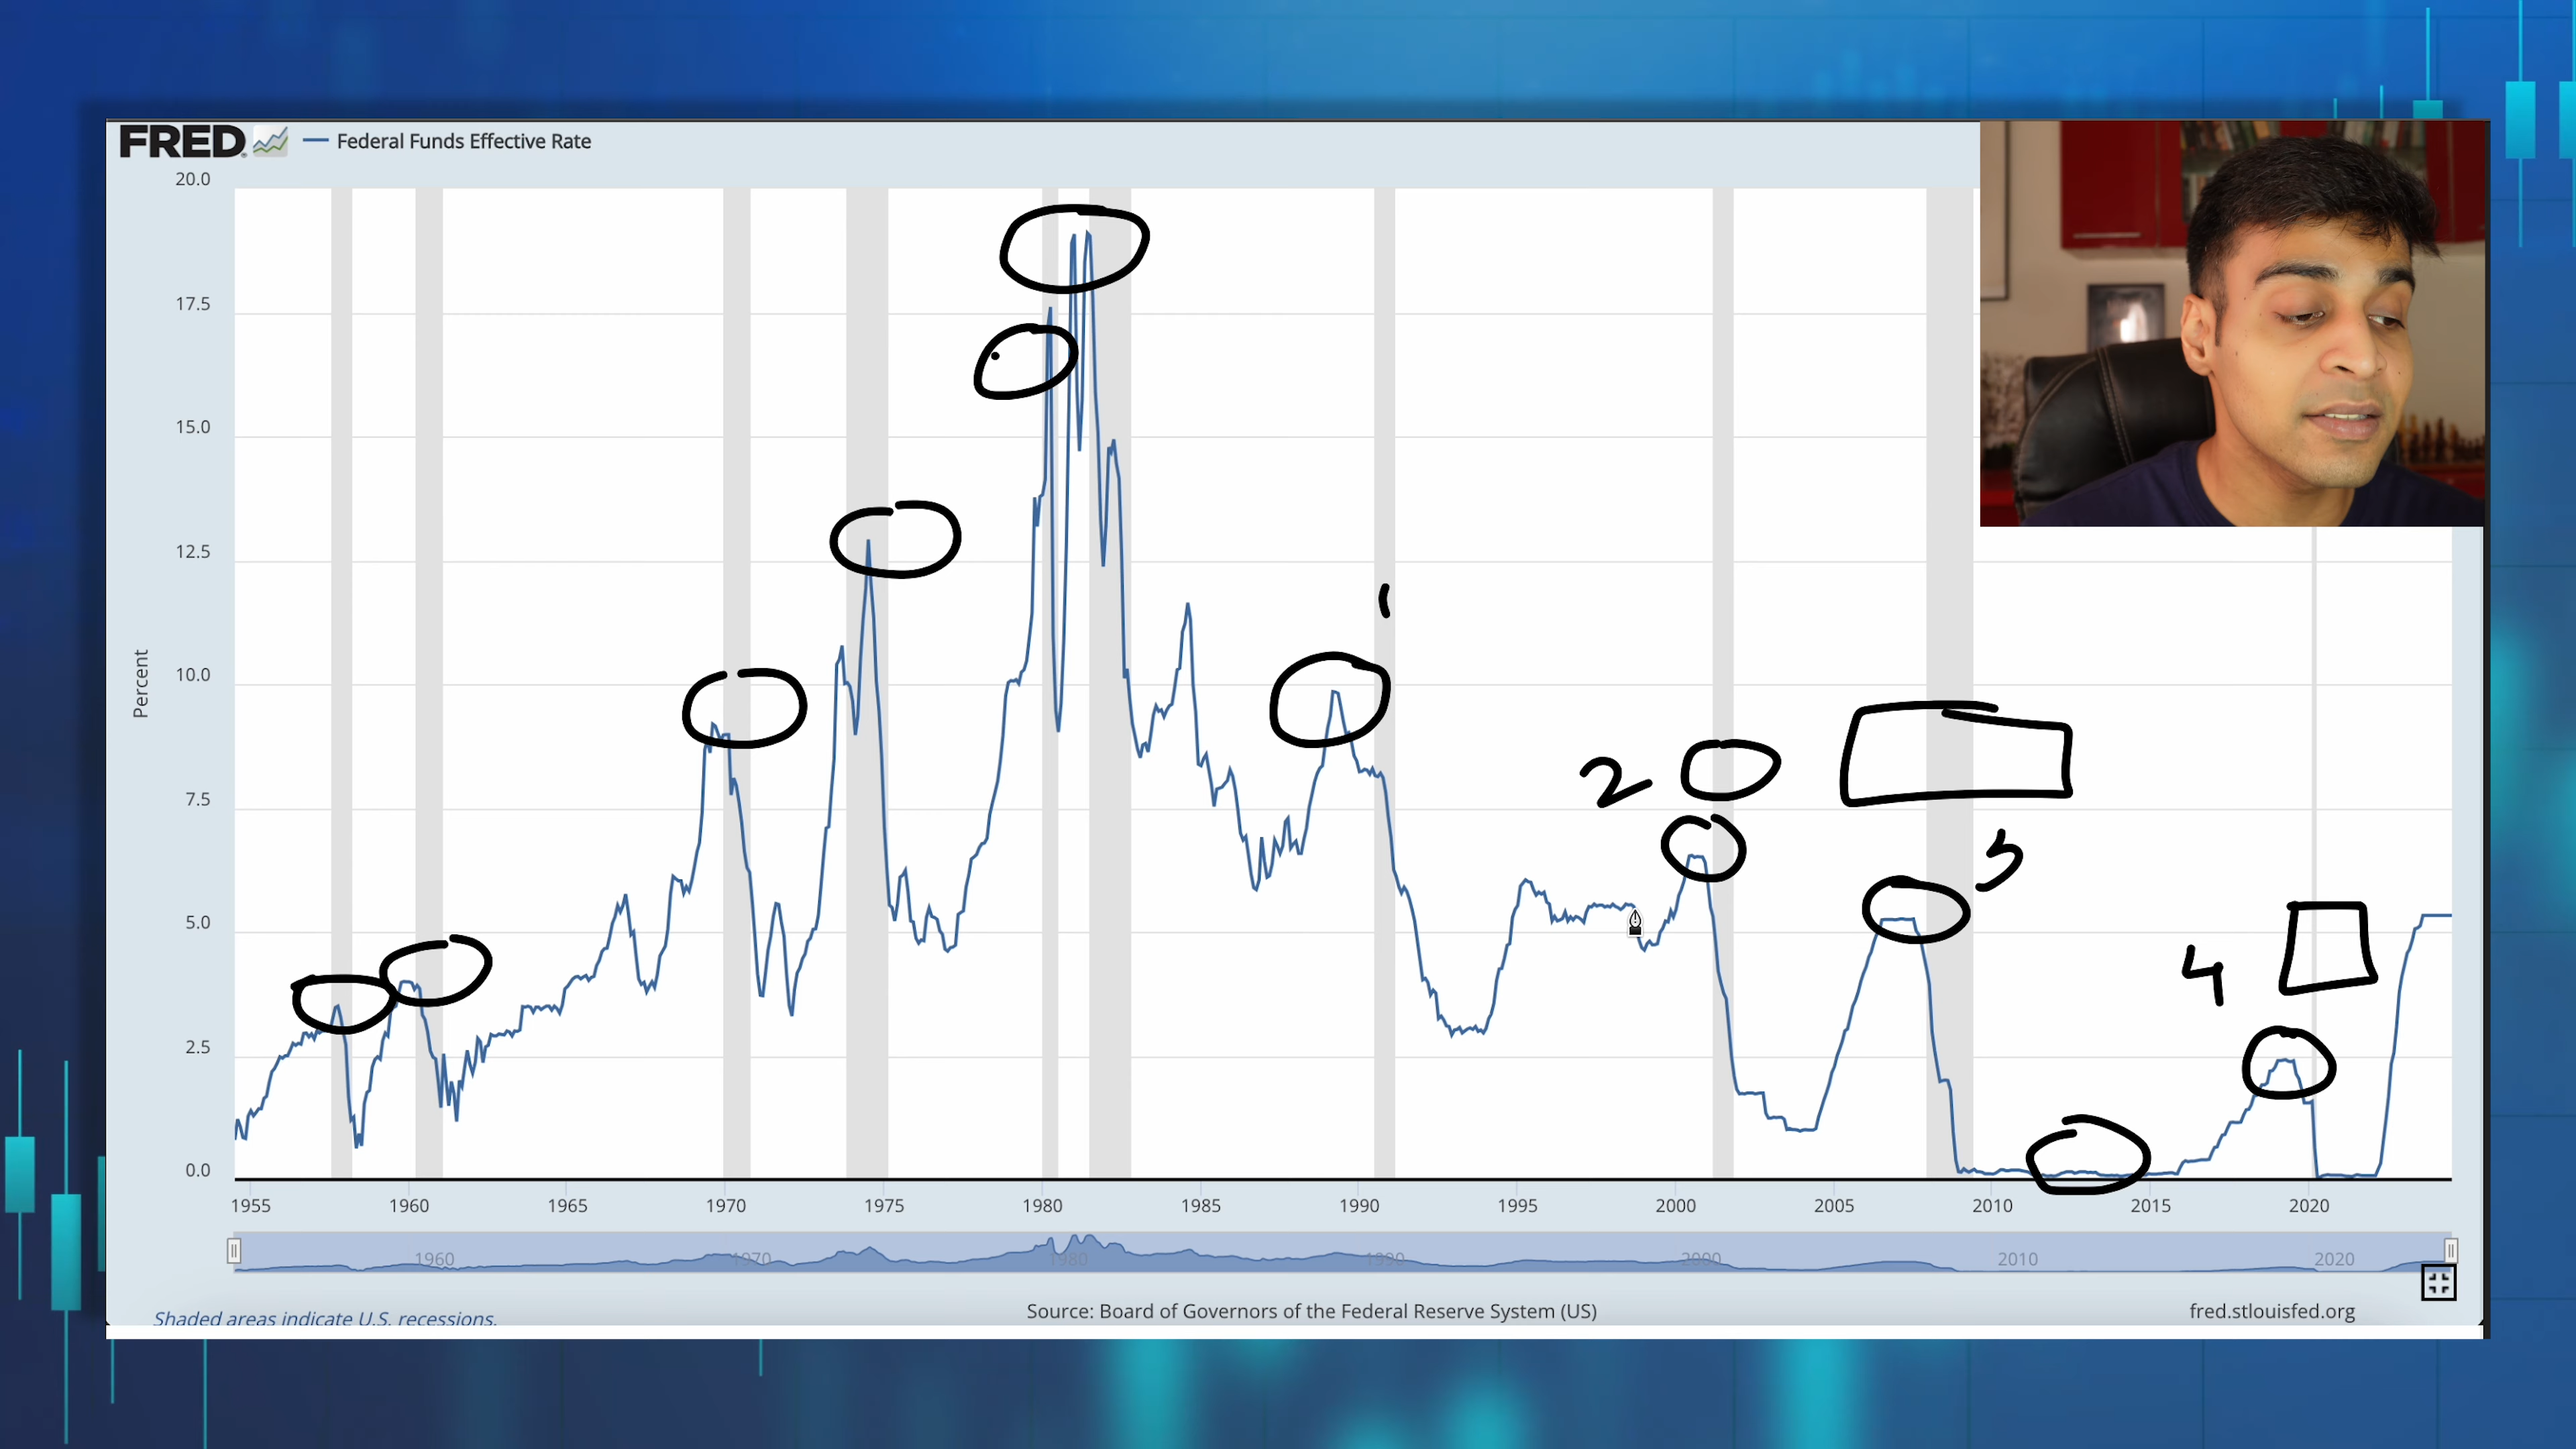 FRED Federal Funds Effective Rate
20.0
17.5
15.0
12.5
10.0
7.5
5.0
2.5
0.0
Percent
1
2
3
4
1955 1960 1965 1970 1975 1980 1985 1990 1995 2000 2005 2010 2015 2020
1960 1970 1980 1990 2000 2010 2020
Shaded areas indicate U.S. recessions.
Source: Board of Governors of the Federal Reserve System (US)
fred.stlouisfed.org